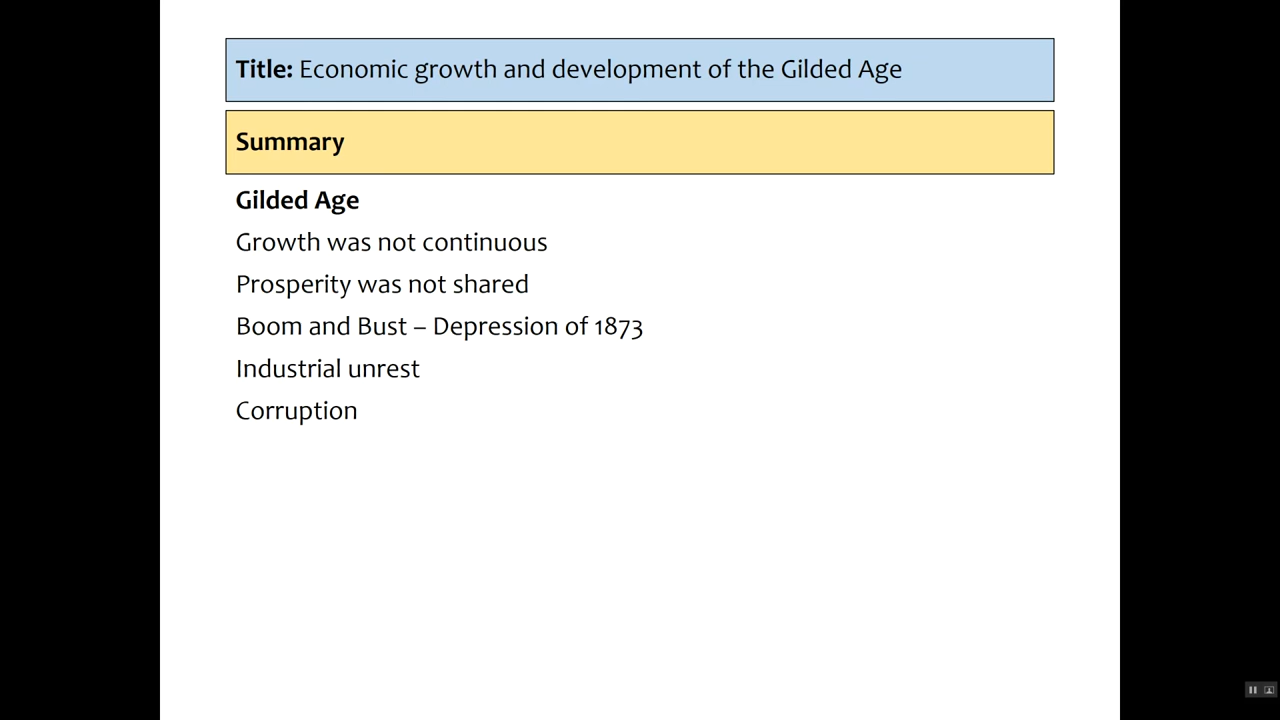 Title: Economic growth and development of the Gilded Age
Summary
Gilded Age
Growth was not continuous
Prosperity was not shared
Boom and Bust – Depression of 1873
Industrial unrest
Corruption